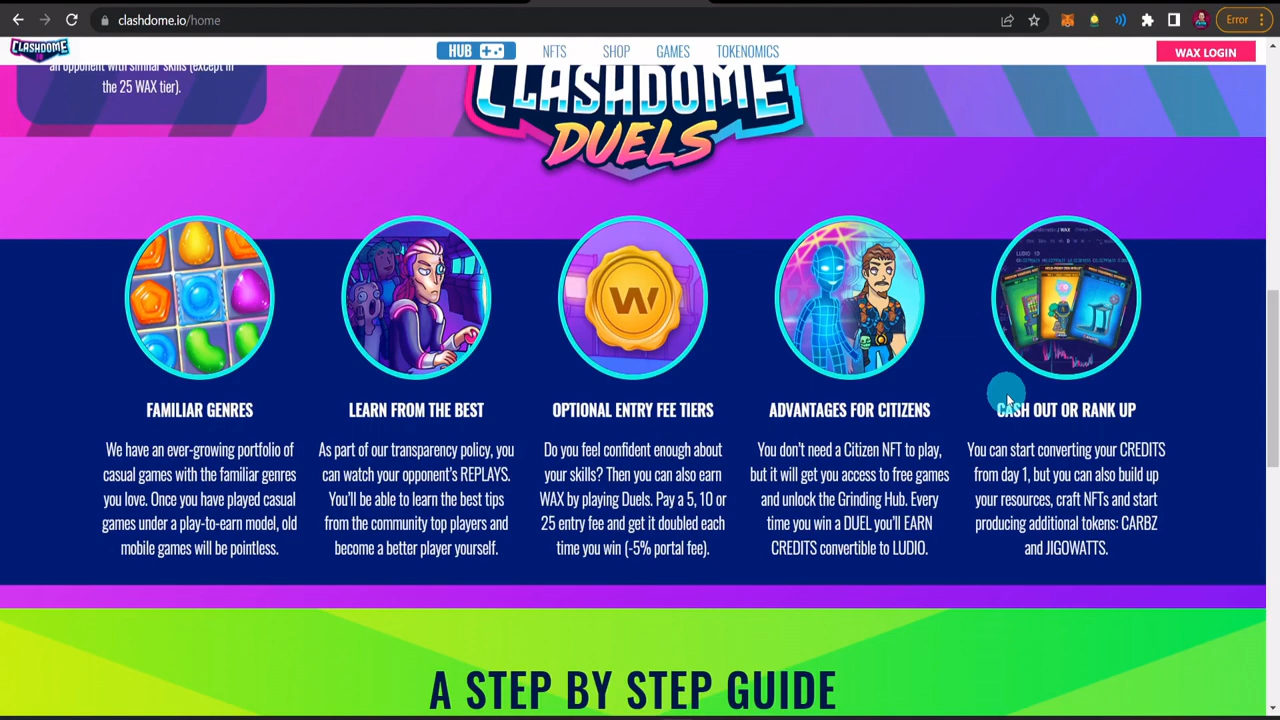 clashdome.io/home
Error
CLASHDOME
HUB
NFTS
SHOP
GAMES
TOKENOMICS
WAX LOGIN
an opponent with similar skills (except in
the 25 WAX tier).
CLASHDOME
DUELS
W
FAMILIAR GENRES
We have an ever-growing portfolio of
casual games with the familiar genres
you love. Once you have played casual
games under a play-to-earn model, old
mobile games will be pointless.
LEARN FROM THE BEST
As part of our transparency policy, you
can watch your opponent's REPLAYS.
You'll be able to learn the best tips
from the community top players and
become a better player yourself.
OPTIONAL ENTRY FEE TIERS
Do you feel confident enough about
your skills? Then you can also earn
WAX by playing Duels. Pay a 5, 10 or
25 entry fee and get it doubled each
time you win (-5% portal fee).
ADVANTAGES FOR CITIZENS
You don't need a Citizen NFT to play,
but it will get you access to free games
and unlock the Grinding Hub. Every
time you win a DUEL you'll EARN
CREDITS convertible to LUDIO.
CASH OUT OR RANK UP
You can start converting your CREDITS
from day 1, but you can also build up
your resources, craft NFTs and start
producing additional tokens: CARBZ
and JIGOWATTS.
A STEP BY STEP GUIDE